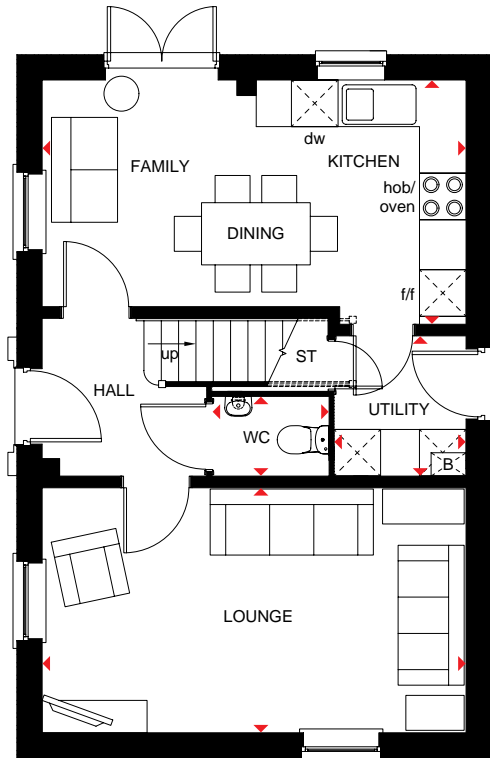 dw
FAMILY
KITCHEN
hob/
oven
DINING
f/f
up
ST
HALL
UTILITY
WC
B
LOUNGE